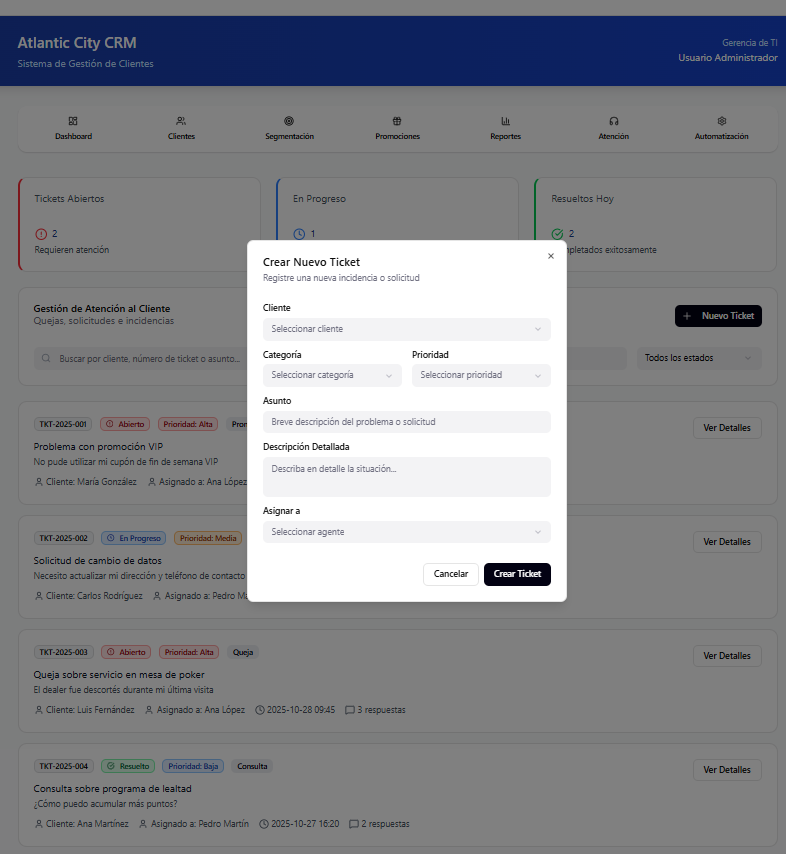 Atlantic City CRM
Sistema de Gestión de Clientes
Gerencia de TI
Usuario Administrador
Dashboard
Clientes
Segmentación
Promociones
Reportes
Atención
Automatización
Tickets Abiertos
2
Requieren atención
En Progreso
1
Resueltos Hoy
2
pletados exitosamente
Gestión de Atención al Cliente
Quejas, solicitudes e incidencias
+ Nuevo Ticket
Buscar por cliente, número de ticket o asunto...
Todos los estados
Crear Nuevo Ticket
Registre una nueva incidencia o solicitud
Cliente
Seleccionar cliente
Categoría
Prioridad
Seleccionar categoría
Seleccionar prioridad
Asunto
Breve descripción del problema o solicitud
Descripción Detallada
Describa en detalle la situación...
Asignar a
Seleccionar agente
Cancelar
Crear Ticket
TKT-2025-001 Abierto Prioridad: Alta Pron
Ver Detalles
Problema con promoción VIP
No pude utilizar mi cupón de fin de semana VIP
Cliente: María González Asignado a: Ana López
TKT-2025-002 En Progreso Prioridad: Media
Ver Detalles
Solicitud de cambio de datos
Necesito actualizar mi dirección y teléfono de contacto
Cliente: Carlos Rodríguez Asignado a: Pedro Ma
TKT-2025-003 Abierto Prioridad: Alta Queja
Ver Detalles
Queja sobre servicio en mesa de poker
El dealer fue descortés durante mi última visita
Cliente: Luis Fernández Asignado a: Ana López 2025-10-28 09:45 3 respuestas
TKT-2025-004 Resuelto Prioridad: Baja Consulta
Ver Detalles
Consulta sobre programa de lealtad
¿Cómo puedo acumular más puntos?
Cliente: Ana Martínez Asignado a: Pedro Martín 2025-10-27 16:20 2 respuestas